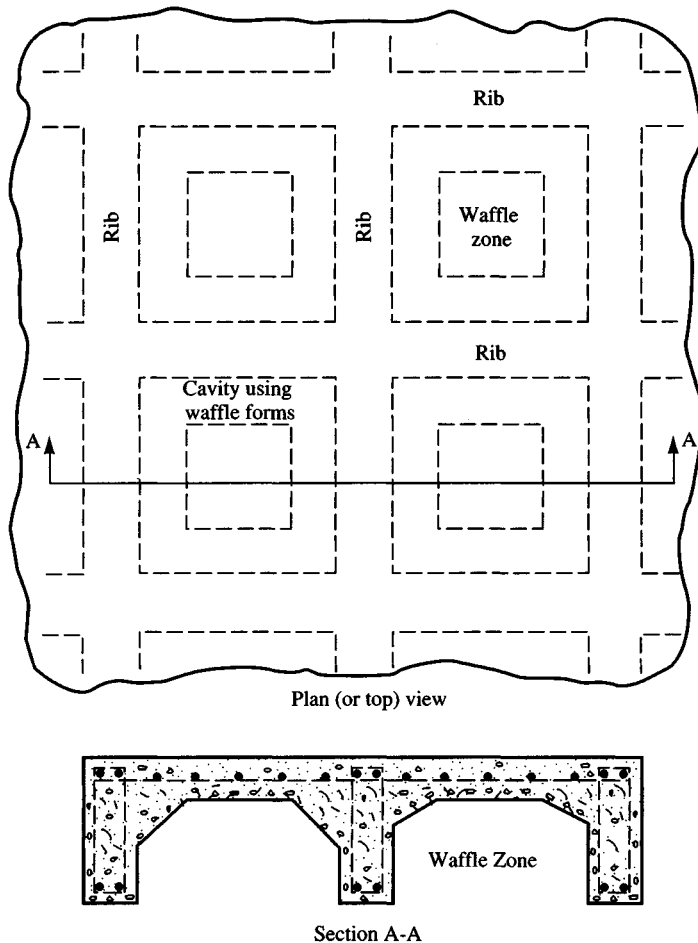 Rib
Rib
Rib
Waffle
zone
Rib
Cavity using
waffle forms
A
A
Plan (or top) view
Waffle Zone
Section A-A